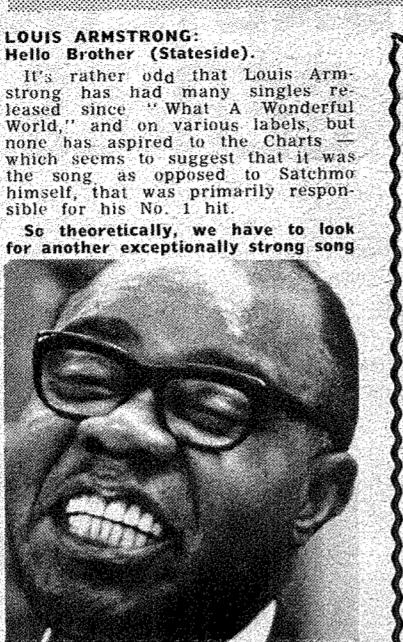 LOUIS ARMSTRONG:
Hello Brother (Stateside).
It's rather odd that Louis Arm-
strong has had many singles re-
leased since "What A Wonderful
World," and on various labels, but
none has aspired to the Charts —
which seems to suggest that it was
the song as opposed to Satchmo
himself, that was primarily respon-
sible for his No. 1 hit.
So theoretically, we have to look
for another exceptionally strong song